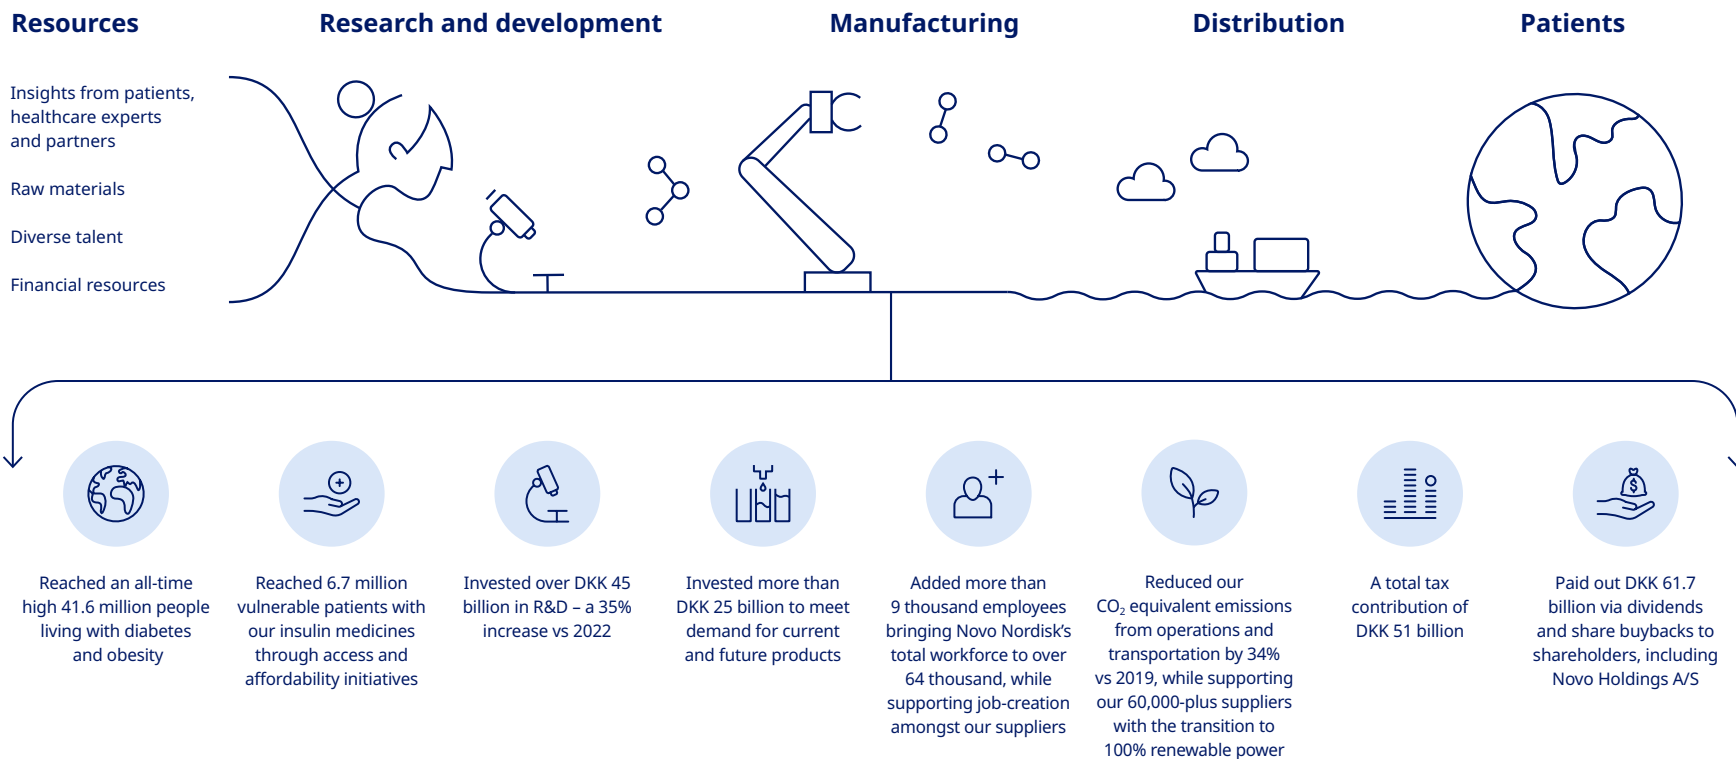 Resources
Research and development
Manufacturing
Distribution
Patients
Insights from patients,
healthcare experts
and partners
Raw materials
Diverse talent
Financial resources
Reached an all-time
high 41.6 million people
living with diabetes
and obesity
Reached 6.7 million
vulnerable patients with
our insulin medicines
through access and
affordability initiatives
Invested over DKK 45
billion in R&D – a 35%
increase vs 2022
Invested more than
DKK 25 billion to meet
demand for current
and future products
Added more than
9 thousand employees
bringing Novo Nordisk’s
total workforce to over
64 thousand, while
supporting job-creation
amongst our suppliers
Reduced our
CO₂ equivalent emissions
from operations and
transportation by 34%
vs 2019, while supporting
our 60,000-plus suppliers
with the transition to
100% renewable power
A total tax
contribution of
DKK 51 billion
$
Paid out DKK 61.7
billion via dividends
and share buybacks to
shareholders, including
Novo Holdings A/S